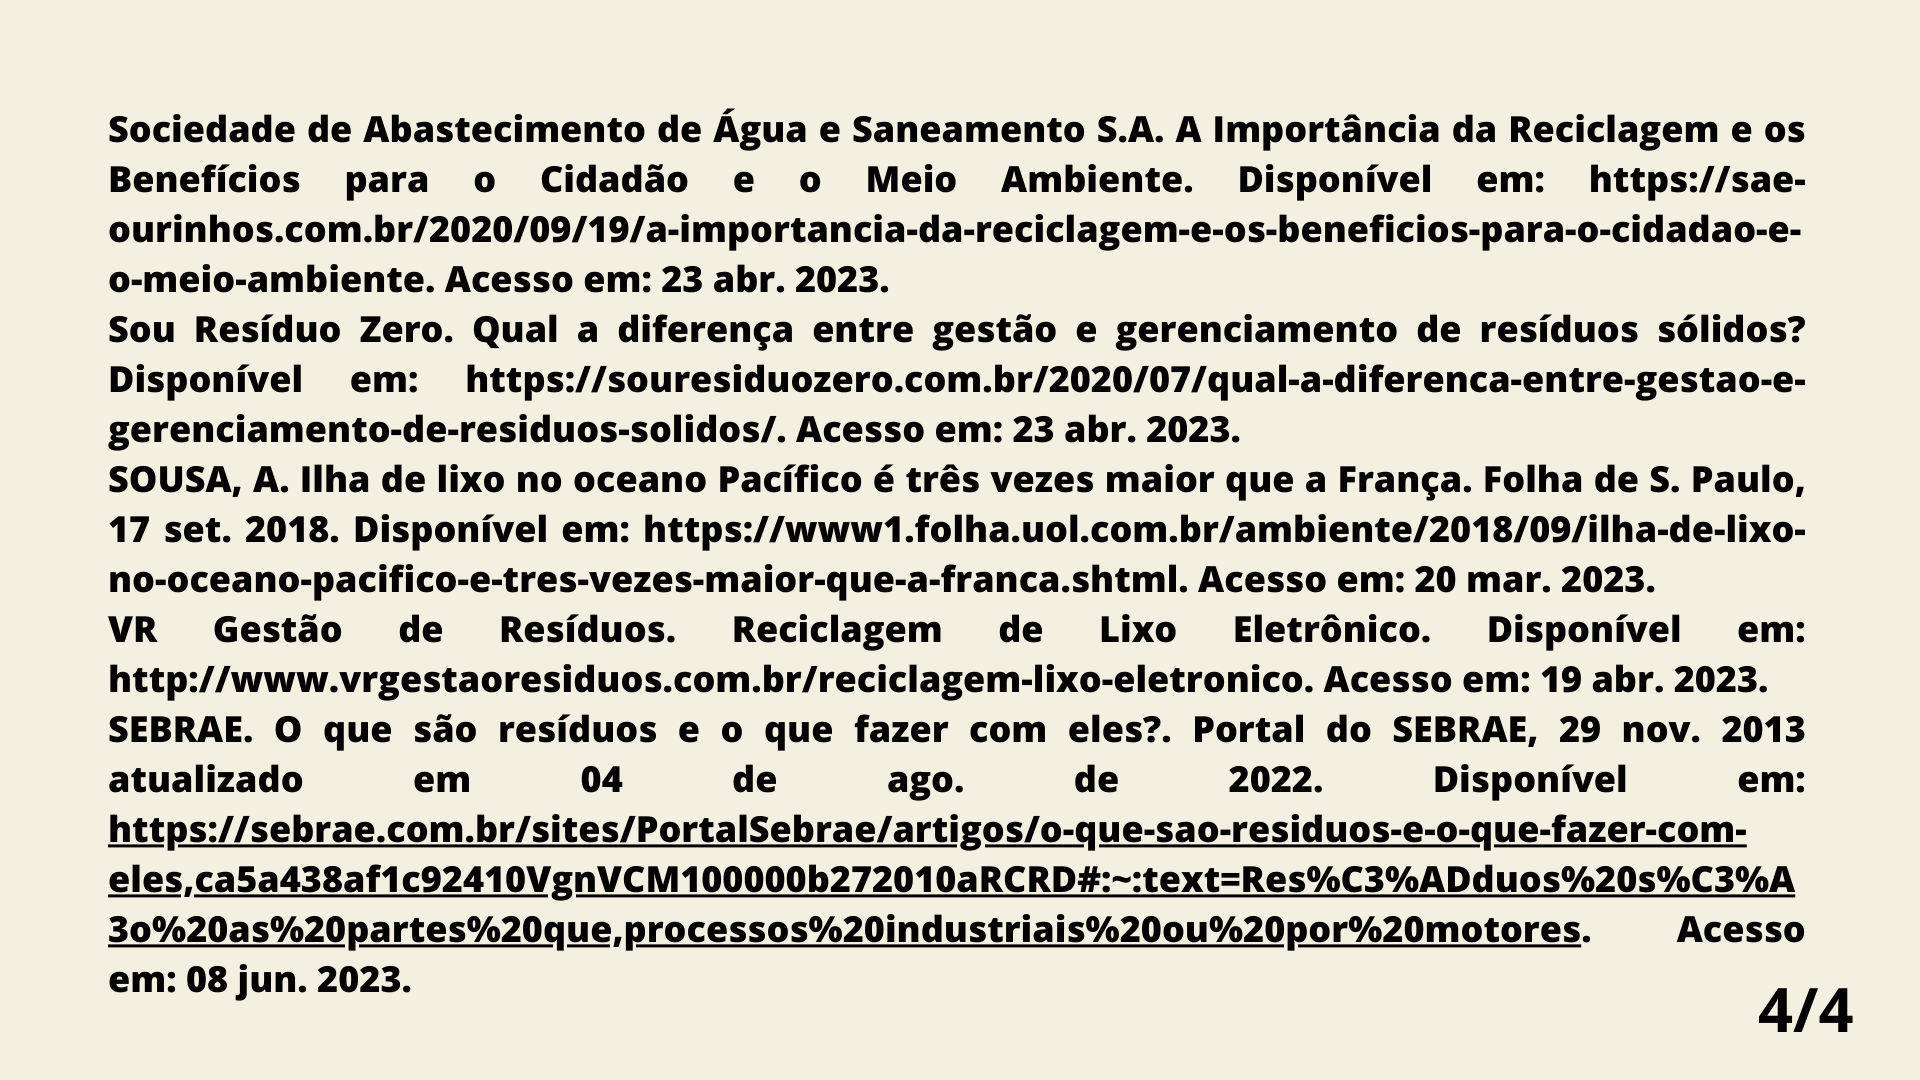 Sociedade de Abastecimento de Água e Saneamento S.A. A Importância da Reciclagem e os
Benefícios para o Cidadão e o Meio Ambiente. Disponível em: https://sae-
ourinhos.com.br/2020/09/19/a-importancia-da-reciclagem-e-os-beneficios-para-o-cidadao-e-
o-meio-ambiente. Acesso em: 23 abr. 2023.
Sou Resíduo Zero. Qual a diferença entre gestão e gerenciamento de resíduos sólidos?
Disponível em: https://souresiduozero.com.br/2020/07/qual-a-diferenca-entre-gestao-e-
gerenciamento-de-residuos-solidos/. Acesso em: 23 abr. 2023.
SOUSA, A. Ilha de lixo no oceano Pacífico é três vezes maior que a França. Folha de S. Paulo,
17 set. 2018. Disponível em: https://www1.folha.uol.com.br/ambiente/2018/09/ilha-de-lixo-
no-oceano-pacifico-e-tres-vezes-maior-que-a-franca.shtml. Acesso em: 20 mar. 2023.
VR Gestão de Resíduos. Reciclagem de Lixo Eletrônico. Disponível em:
http://www.vrgestaoresiduos.com.br/reciclagem-lixo-eletronico. Acesso em: 19 abr. 2023.
SEBRAE. O que são resíduos e o que fazer com eles?. Portal do SEBRAE, 29 nov. 2013
atualizado em 04 de ago. de 2022. Disponível em:
https://sebrae.com.br/sites/PortalSebrae/artigos/o-que-sao-residuos-e-o-que-fazer-com-
eles,ca5a438af1c92410VgnVCM100000b272010aRCRD#:~:text=Res%C3%ADduos%20s%C3%A
3o%20as%20partes%20que,processos%20industriais%20ou%20por%20motores. Acesso
em: 08 jun. 2023.
4/4